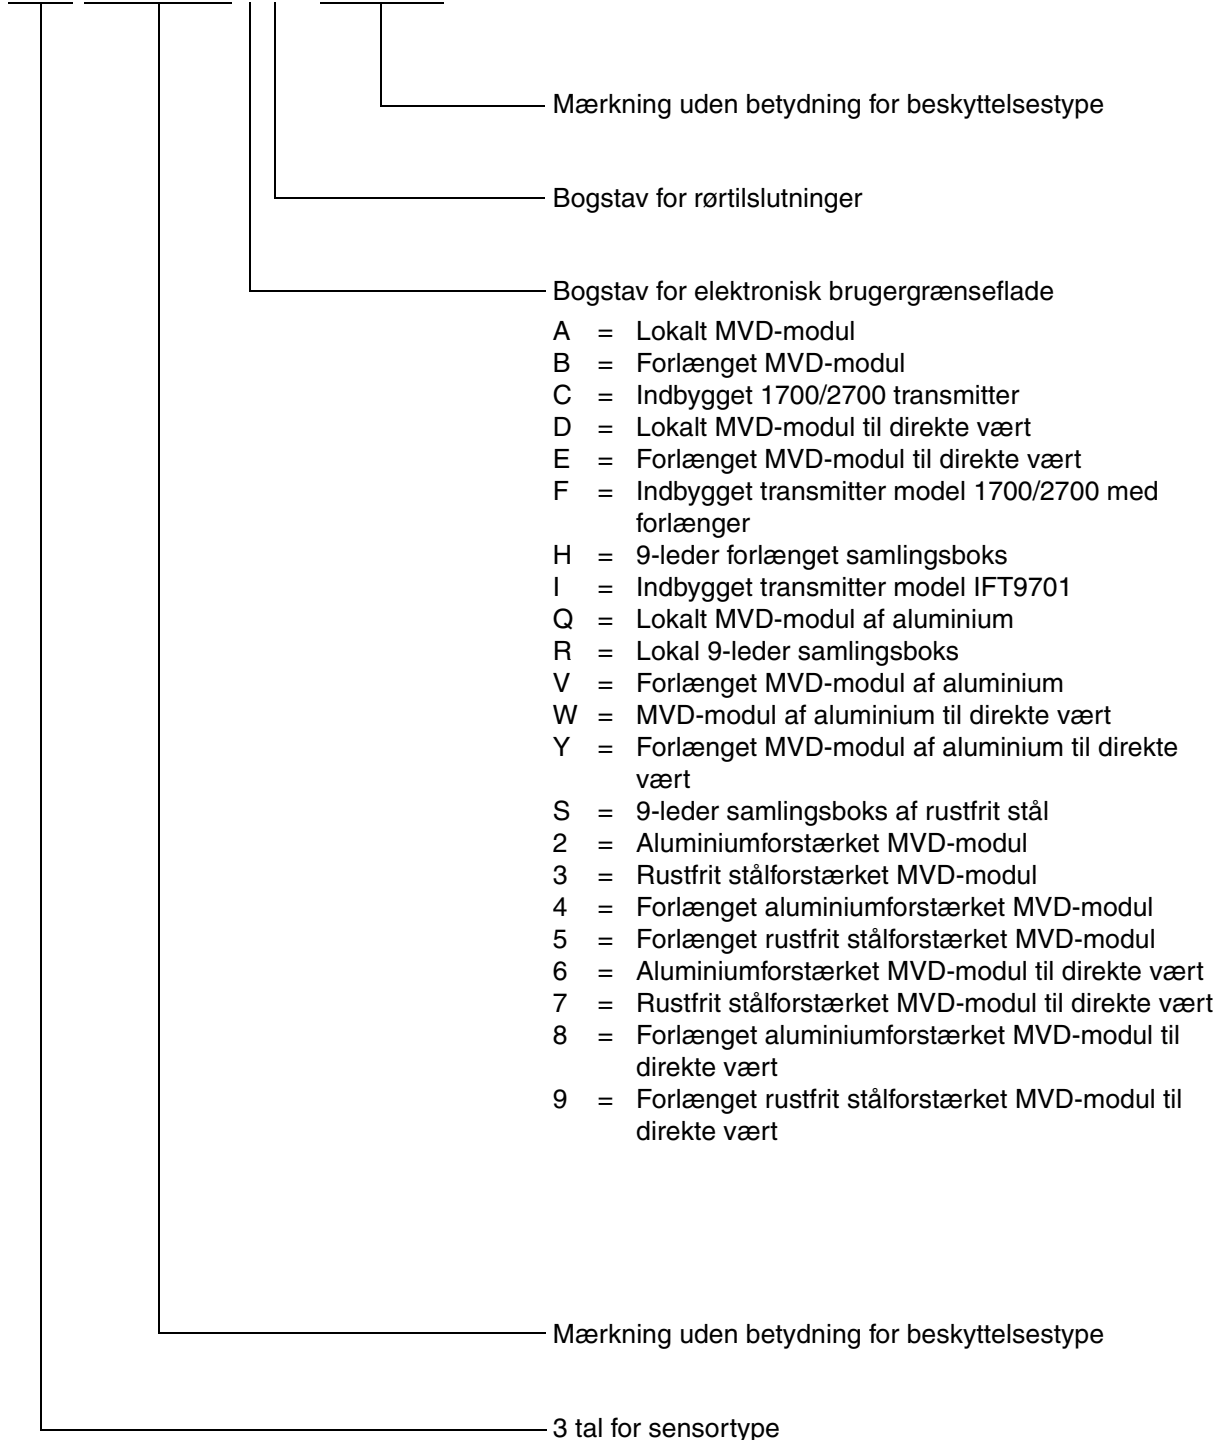 Mærkning uden betydning for beskyttelsestype
Bogstav for rørtilslutninger
Bogstav for elektronisk brugergrænseflade
A = Lokalt MVD-modul
B = Forlænget MVD-modul
C = Indbygget 1700/2700 transmitter
D = Lokalt MVD-modul til direkte vært
E = Forlænget MVD-modul til direkte vært
F = Indbygget transmitter model 1700/2700 med
forlænger
H = 9-leder forlænget samlingsboks
I = Indbygget transmitter model IFT9701
Q = Lokalt MVD-modul af aluminium
R = Lokal 9-leder samlingsboks
V = Forlænget MVD-modul af aluminium
W = MVD-modul af aluminium til direkte vært
Y = Forlænget MVD-modul af aluminium til direkte
vært
S = 9-leder samlingsboks af rustfrit stål
2 = Aluminiumforstærket MVD-modul
3 = Rustfrit stålforstærket MVD-modul
4 = Forlænget aluminiumforstærket MVD-modul
5 = Forlænget rustfrit stålforstærket MVD-modul
6 = Aluminiumforstærket MVD-modul til direkte vært
7 = Rustfrit stålforstærket MVD-modul til direkte vært
8 = Forlænget aluminiumforstærket MVD-modul til
direkte vært
9 = Forlænget rustfrit stålforstærket MVD-modul til
direkte vært
Mærkning uden betydning for beskyttelsestype
3 tal for sensortype